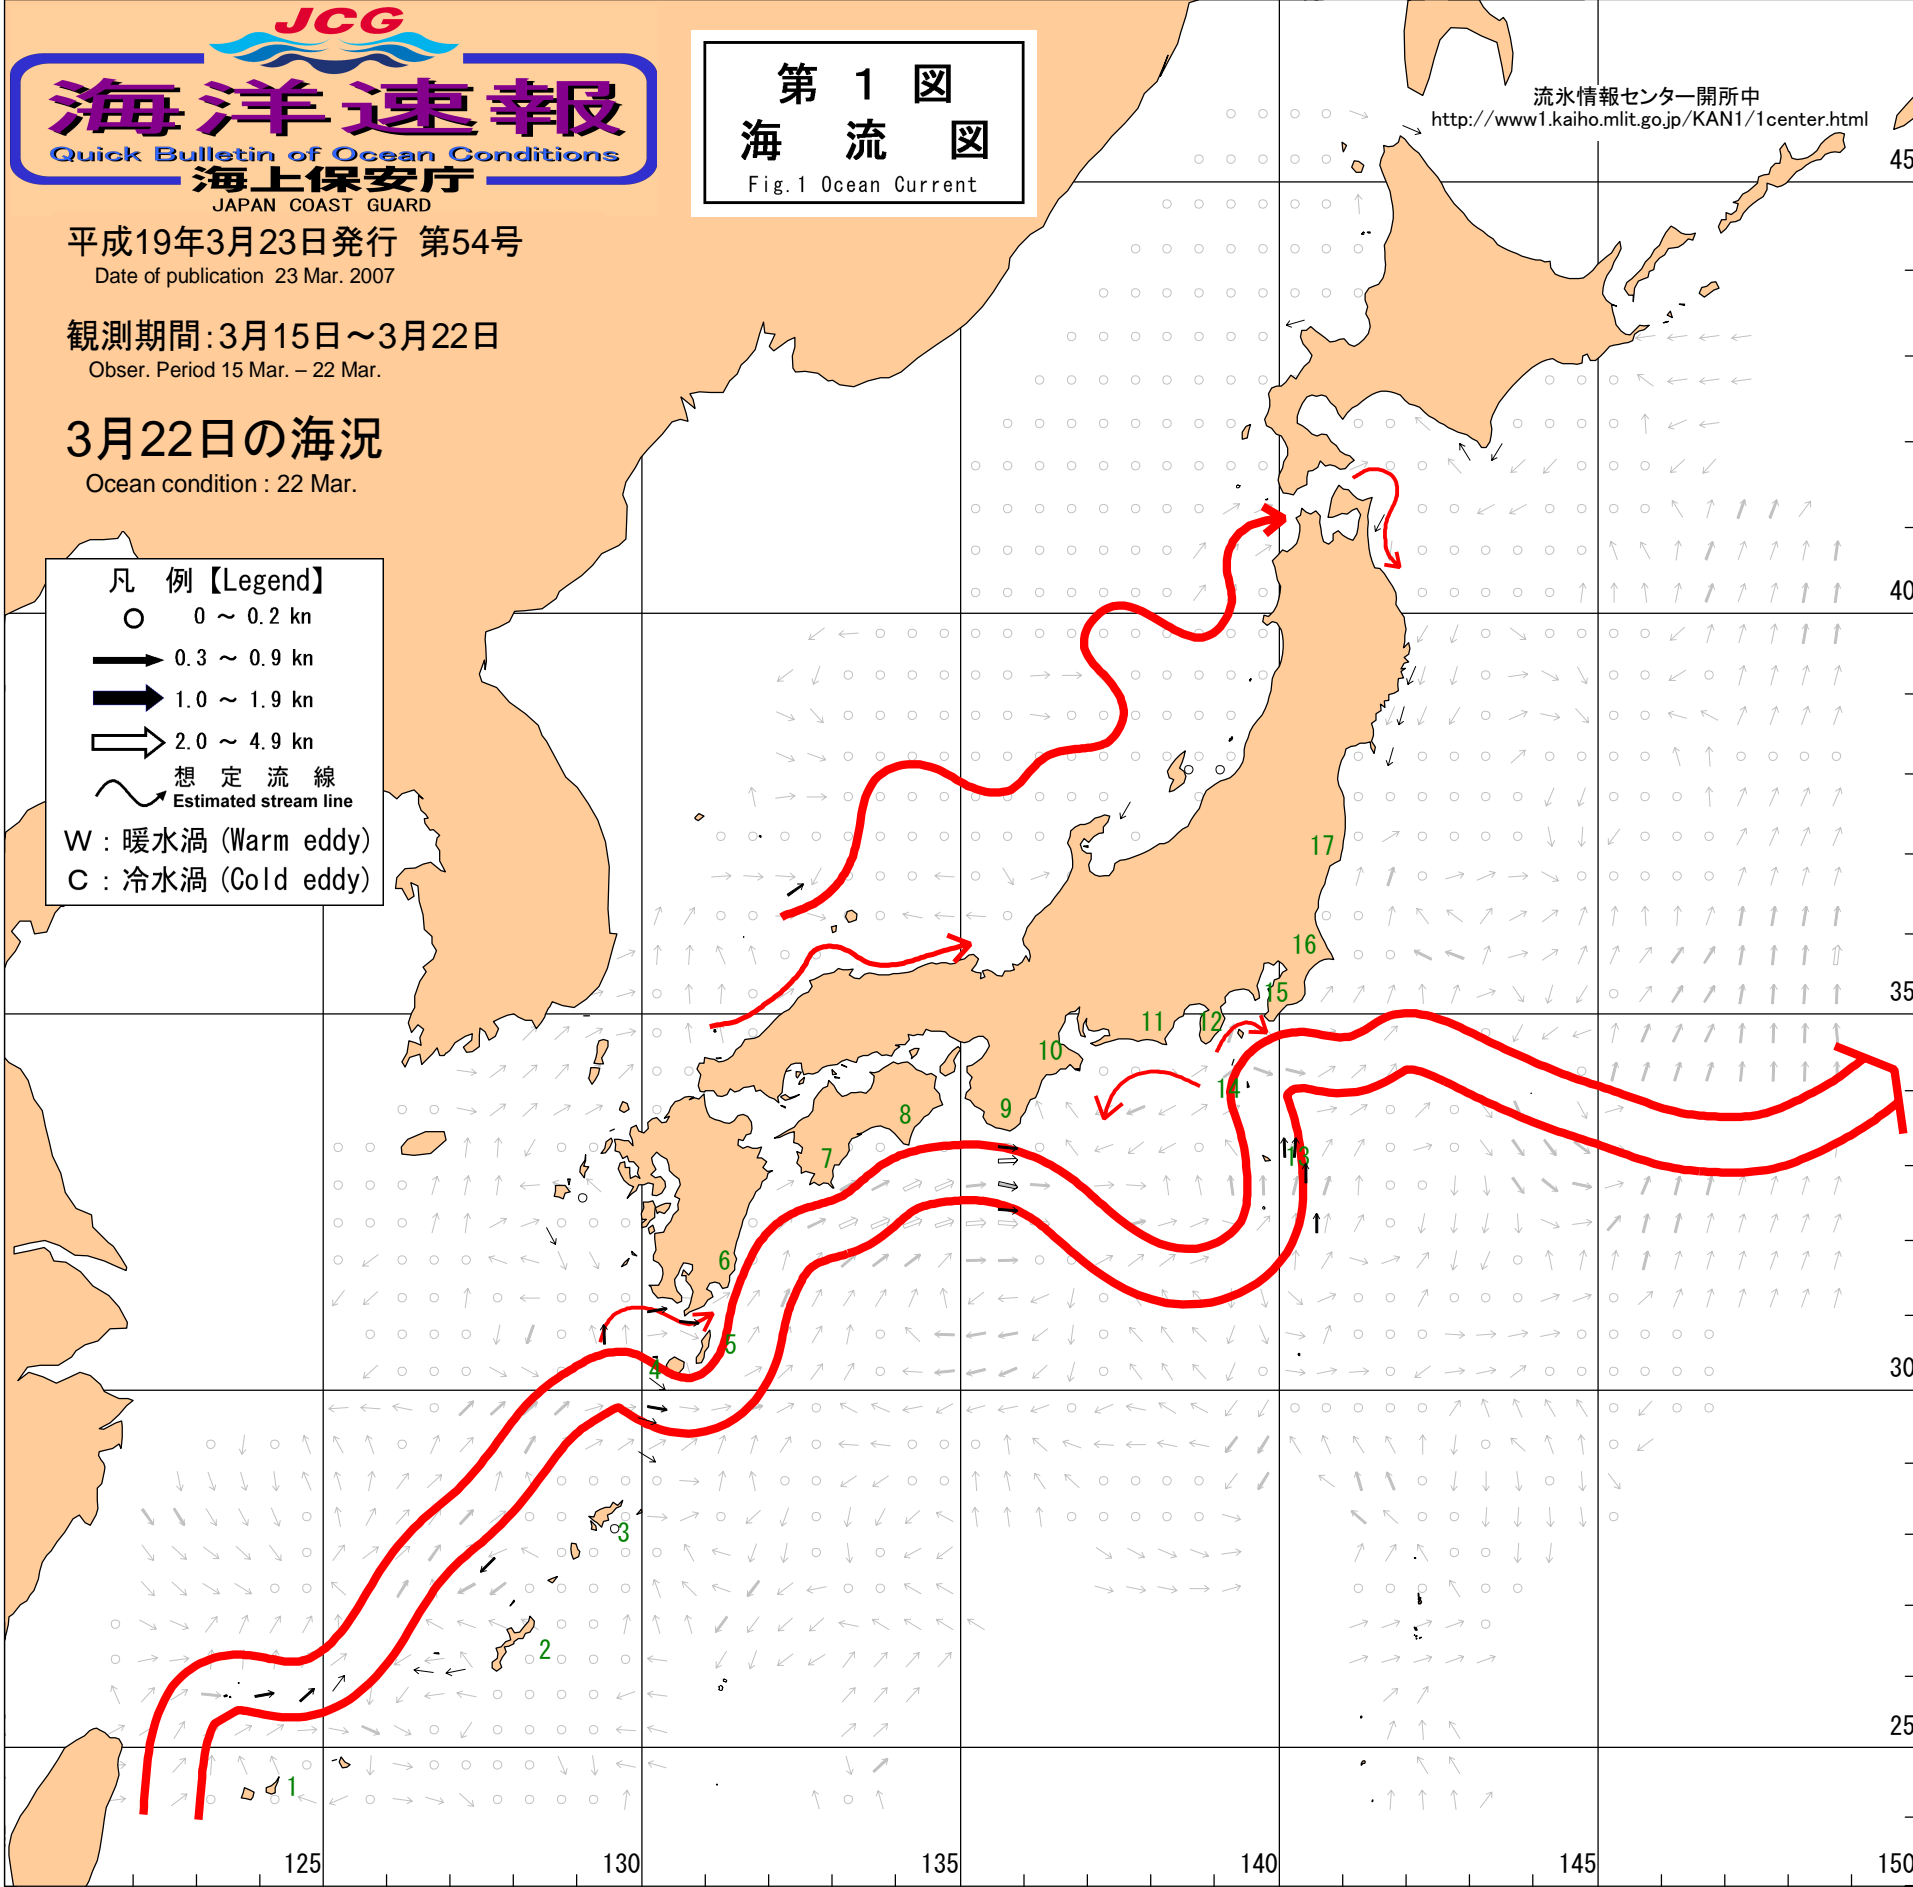 JCG
海洋速報
Quick Bulletin of Ocean Conditions
海上保安庁
JAPAN COAST GUARD
平成19年3月23日発行 第54号
Date of publication 23 Mar. 2007
観測期間:3月15日～3月22日
Obser. Period 15 Mar. – 22 Mar.
3月22日の海況
Ocean condition : 22 Mar.
第 1 図
海 流 図
Fig.1 Ocean Current
流氷情報センター開所中
http://www1.kaiho.mlit.go.jp/KAN1/1center.html
凡 例【Legend】
0 ～ 0.2 kn
0.3 ～ 0.9 kn
1.0 ～ 1.9 kn
2.0 ～ 4.9 kn
想 定 流 線
Estimated stream line
W : 暖水渦 (Warm eddy)
C : 冷水渦 (Cold eddy)
45
40
35
30
25
17
16
15
12
11
10
14
9
8
7
13
6
5
4
3
2
1
125
130
135
140
145
150